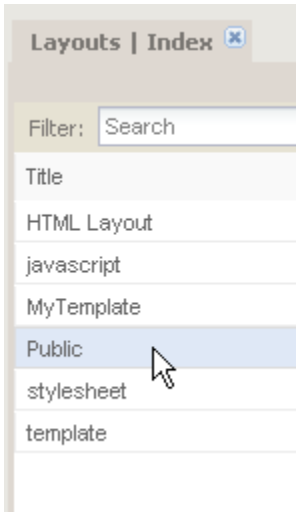 Layouts | Index
Filter: Search
Title
HTML Layout
javascript
MyTemplate
Public
stylesheet
template